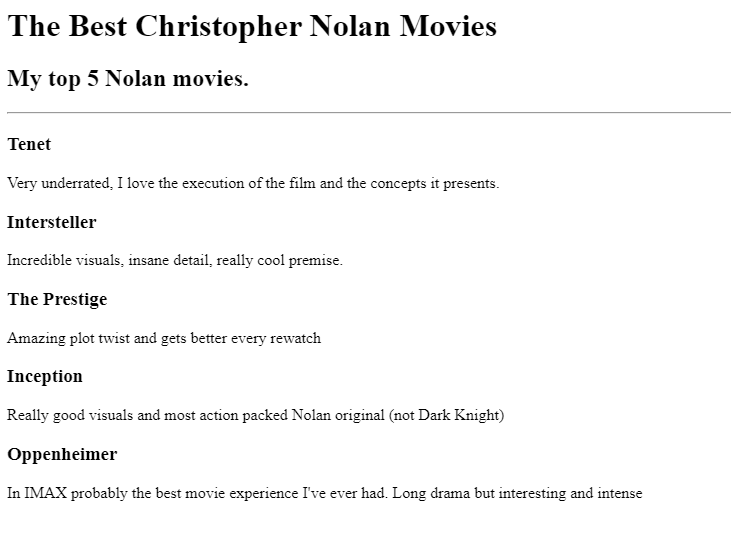 The Best Christopher Nolan Movies
My top 5 Nolan movies.
Tenet
Very underrated, I love the execution of the film and the concepts it presents.
Intersteller
Incredible visuals, insane detail, really cool premise.
The Prestige
Amazing plot twist and gets better every rewatch
Inception
Really good visuals and most action packed Nolan original (not Dark Knight)
Oppenheimer
In IMAX probably the best movie experience I've ever had. Long drama but interesting and intense